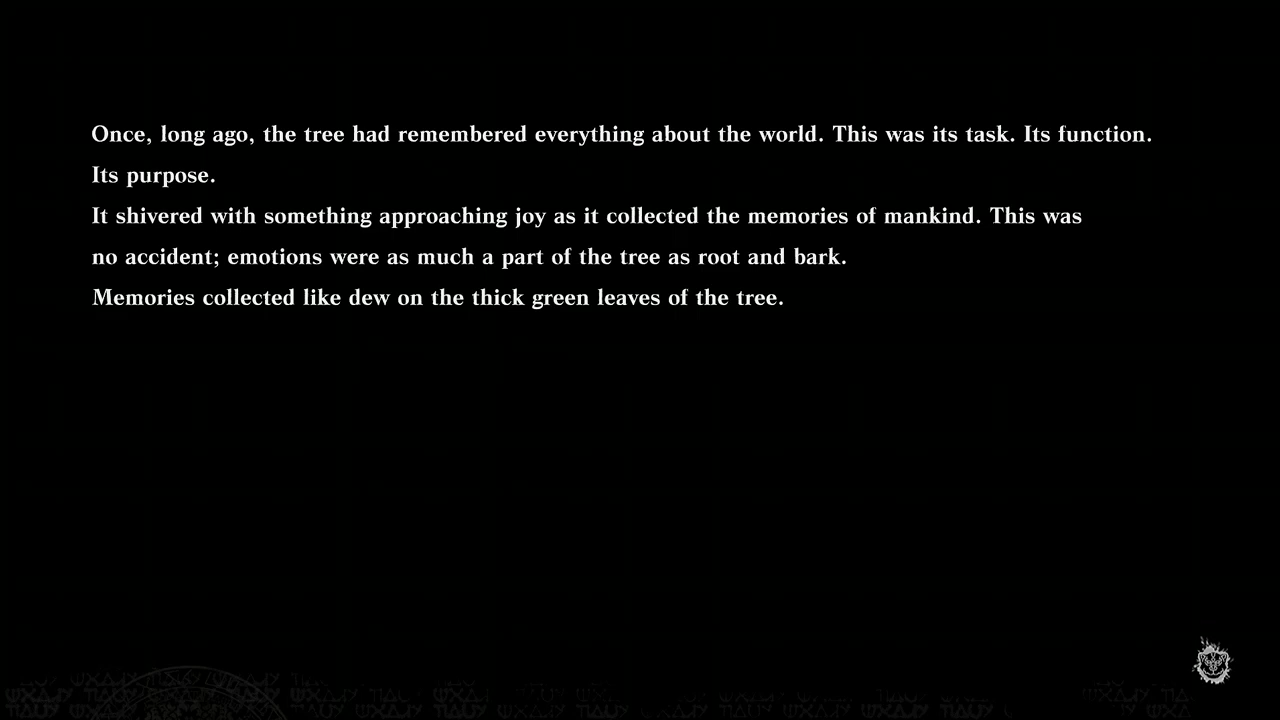 Once, long ago, the tree had remembered everything about the world. This was its task. Its function.
Its purpose.
It shivered with something approaching joy as it collected the memories of mankind. This was
no accident; emotions were as much a part of the tree as root and bark.
Memories collected like dew on the thick green leaves of the tree.